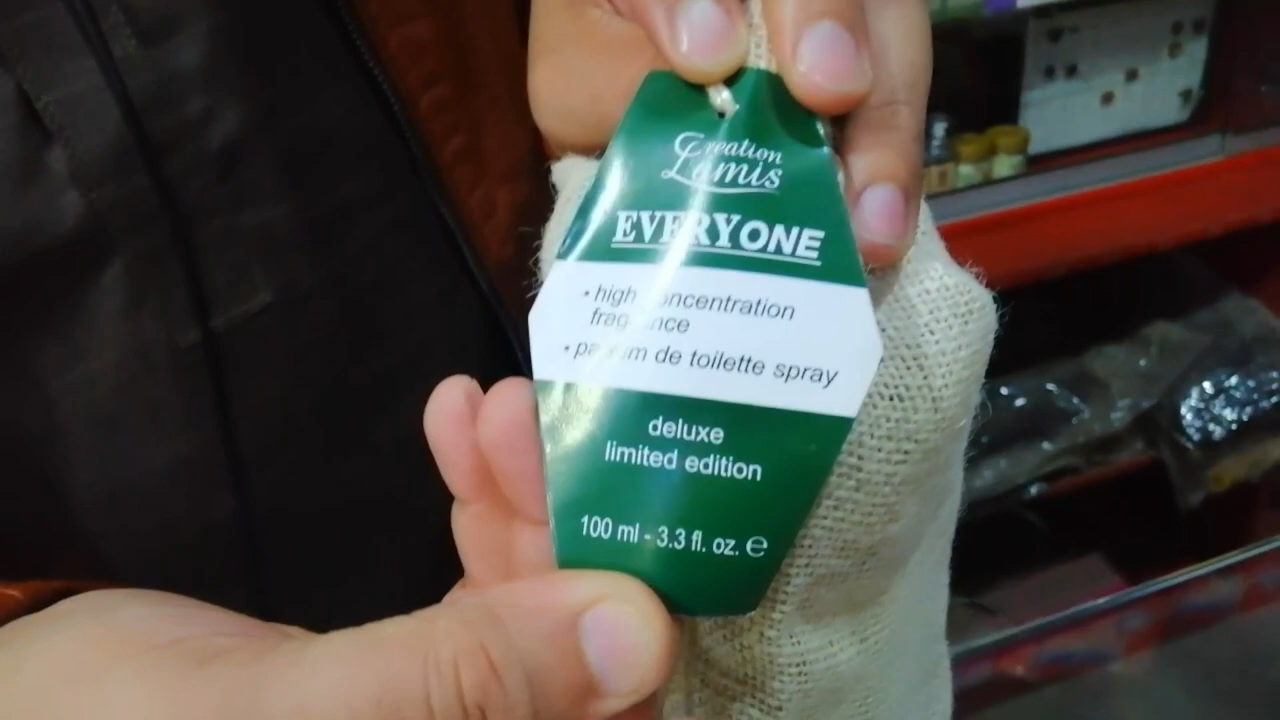 Creation
Lamis
EVERYONE
• high concentration
fragrance
• parfum de toilette spray
deluxe
limited edition
100 ml - 3.3 fl. oz. ℮